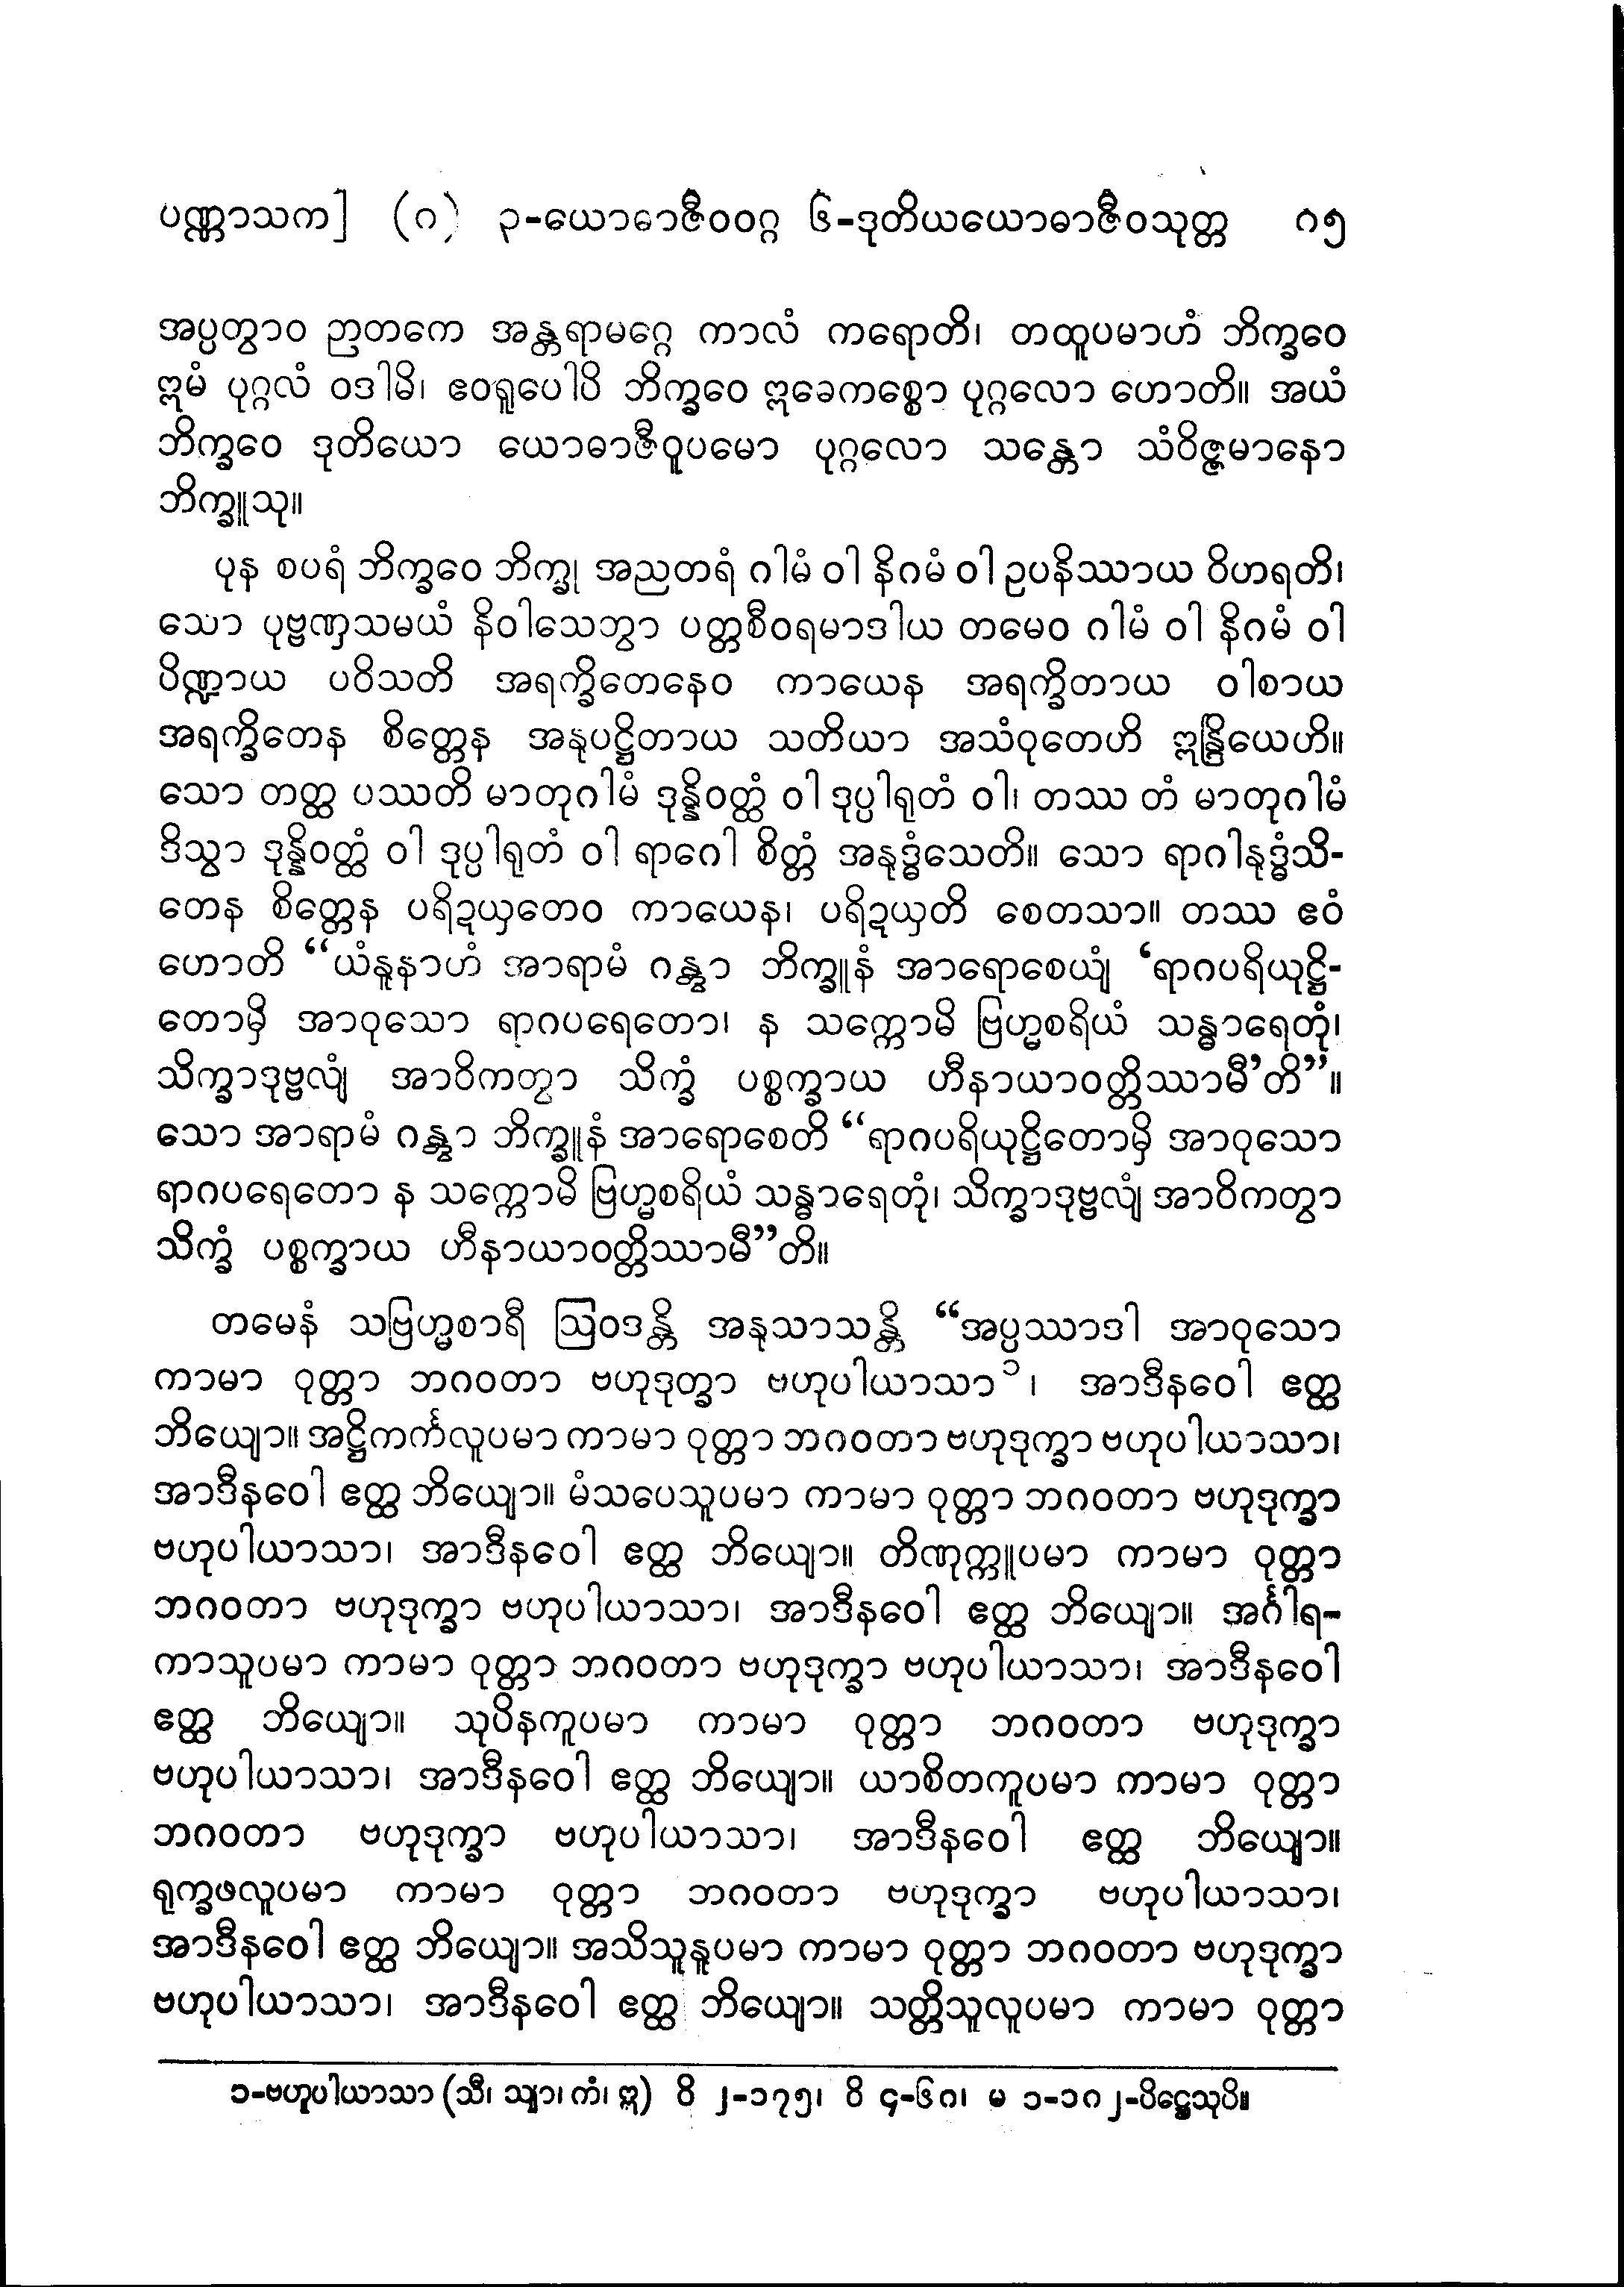 ပဏ္ဏာသက] (ဂ) ၃-ယောဓာဇီဝဝဂ္ဂ ၆-ဒုတိယယောဓာဇီဝသုတ္တ ၈၅
အပ္ပတွာဝ ဉာတကေ အန္တရာမဂ္ဂေ ကာလံ ကရောတိ၊ တထူပမာဟံ ဘိက္ခဝေ
ဣမံ ပုဂ္ဂလံ ဝဒါမိ၊ ဧဝရူပေါပိ ဘိက္ခဝေ ဣဓေကစ္စော ပုဂ္ဂလော ဟောတိ။ အယံ
ဘိက္ခဝေ ဒုတိယော ယောဓာဇီဝူပမော ပုဂ္ဂလော သန္တော သံဝိဇ္ဇမာနော
ဘိက္ခူသု။
ပုန စပရံ ဘိက္ခဝေ ဘိက္ခု အညတရံ ဂါမံ ဝါ နိဂမံ ဝါ ဥပနိဿာယ ဝိဟရတိ၊
သော ပုဗ္ဗဏှသမယံ နိဝါသေတွာ ပတ္တစီဝရမာဒါယ တမေဝ ဂါမံ ဝါ နိဂမံ ဝါ
ပိဏ္ဍာယ ပဝိသတိ အရက္ခိတေနေဝ ကာယေန အရက္ခိတာယ ဝါစာယ
အရက္ခိတေန စိတ္တေန အနုပဋ္ဌိတာယ သတိယာ အသံဝုတေဟိ ဣန္ဒြိယေဟိ။
သော တတ္ထ ပဿတိ မာတုဂါမံ ဒုန္နိဝတ္ထံ ဝါ ဒုပ္ပါရုတံ ဝါ၊ တဿ တံ မာတုဂါမံ
ဒိသွာ ဒုန္နိဝတ္ထံ ဝါ ဒုပ္ပါရုတံ ဝါ ရာဂေါ စိတ္တံ အနုဒ္ဓံသေတိ။ သော ရာဂါနုဒ္ဓံသိ-
တေန စိတ္တေန ပရိဍယှတေဝ ကာယေန၊ ပရိဍယှတိ စေတသာ။ တဿ ဧဝံ
ဟောတိ “ယံနူနာဟံ အာရာမံ ဂန္တွာ ဘိက္ခူနံ အာရောစေယျံ ‘ရာဂပရိယုဋ္ဌိ-
တောမှိ အာဝုသော ရာဂပရေတော၊ န သက္ကောမိ ဗြဟ္မစရိယံ သန္ဓာရေတုံ၊
သိက္ခာဒုဗ္ဗလျံ အာဝိကတွာ သိက္ခံ ပစ္စက္ခာယ ဟီနာယာဝတ္တိဿာမီ’တိ”။
သော အာရာမံ ဂန္တွာ ဘိက္ခူနံ အာရောစေတိ “ရာဂပရိယုဋ္ဌိတောမှိ အာဝုသော
ရာဂပရေတော န သက္ကောမိ ဗြဟ္မစရိယံ သန္ဓာရေတုံ၊ သိက္ခာဒုဗ္ဗလျံ အာဝိကတွာ
သိက္ခံ ပစ္စက္ခာယ ဟီနာယာဝတ္တိဿာမီ”တိ။
တမေနံ သဗြဟ္မစာရီ ဩဝဒန္တိ အနုသာသန္တိ “အပ္ပဿာဒါ အာဝုသော
ကာမာ ဝုတ္တာ ဘဂဝတာ ဗဟုဒုက္ခာ ဗဟုပါယာသာ၁၊ အာဒီနဝေါ ဧတ္ထ
ဘိယျော။ အဋ္ဌိကင်္ကလူပမာ ကာမာ ဝုတ္တာ ဘဂဝတာ ဗဟုဒုက္ခာ ဗဟုပါယာသာ၊
အာဒီနဝေါ ဧတ္ထ ဘိယျော။ မံသပေသူပမာ ကာမာ ဝုတ္တာ ဘဂဝတာ ဗဟုဒုက္ခာ
ဗဟုပါယာသာ၊ အာဒီနဝေါ ဧတ္ထ ဘိယျော။ တိဏုက္ကူပမာ ကာမာ ဝုတ္တာ
ဘဂဝတာ ဗဟုဒုက္ခာ ဗဟုပါယာသာ၊ အာဒီနဝေါ ဧတ္ထ ဘိယျော။ အင်္ဂါရ-
ကာသူပမာ ကာမာ ဝုတ္တာ ဘဂဝတာ ဗဟုဒုက္ခာ ဗဟုပါယာသာ၊ အာဒီနဝေါ
ဧတ္ထ ဘိယျော။ သုပိနကူပမာ ကာမာ ဝုတ္တာ ဘဂဝတာ ဗဟုဒုက္ခာ
ဗဟုပါယာသာ၊ အာဒီနဝေါ ဧတ္ထ ဘိယျော။ ယာစိတကူပမာ ကာမာ ဝုတ္တာ
ဘဂဝတာ ဗဟုဒုက္ခာ ဗဟုပါယာသာ၊ အာဒီနဝေါ ဧတ္ထ ဘိယျော။
ရုက္ခဖလူပမာ ကာမာ ဝုတ္တာ ဘဂဝတာ ဗဟုဒုက္ခာ ဗဟုပါယာသာ၊
အာဒီနဝေါ ဧတ္ထ ဘိယျော။ အသိသူနူပမာ ကာမာ ဝုတ္တာ ဘဂဝတာ ဗဟုဒုက္ခာ
ဗဟုပါယာသာ၊ အာဒီနဝေါ ဧတ္ထ ဘိယျော။ သတ္တိသူလူပမာ ကာမာ ဝုတ္တာ
၁-ဗဟူပါယာသာ (သီ၊ သျာ၊ ကံ၊ ဣ) ဝိ ၂-၁၇၅၊ ဝိ ၄-၆၈၊ မ ၁-၁၈၂-ပိဋ္ဌေသုပိ။